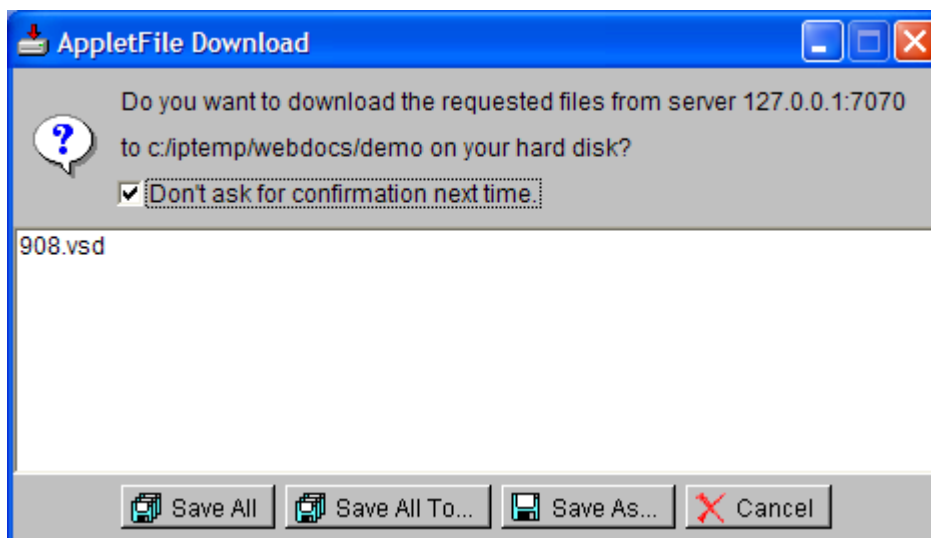 AppletFile Download
Do you want to download the requested files from server 127.0.0.1:7070
to c:/iptemp/webdocs/demo on your hard disk?
Don't ask for confirmation next time.
908.vsd
Save All Save All To... Save As... Cancel